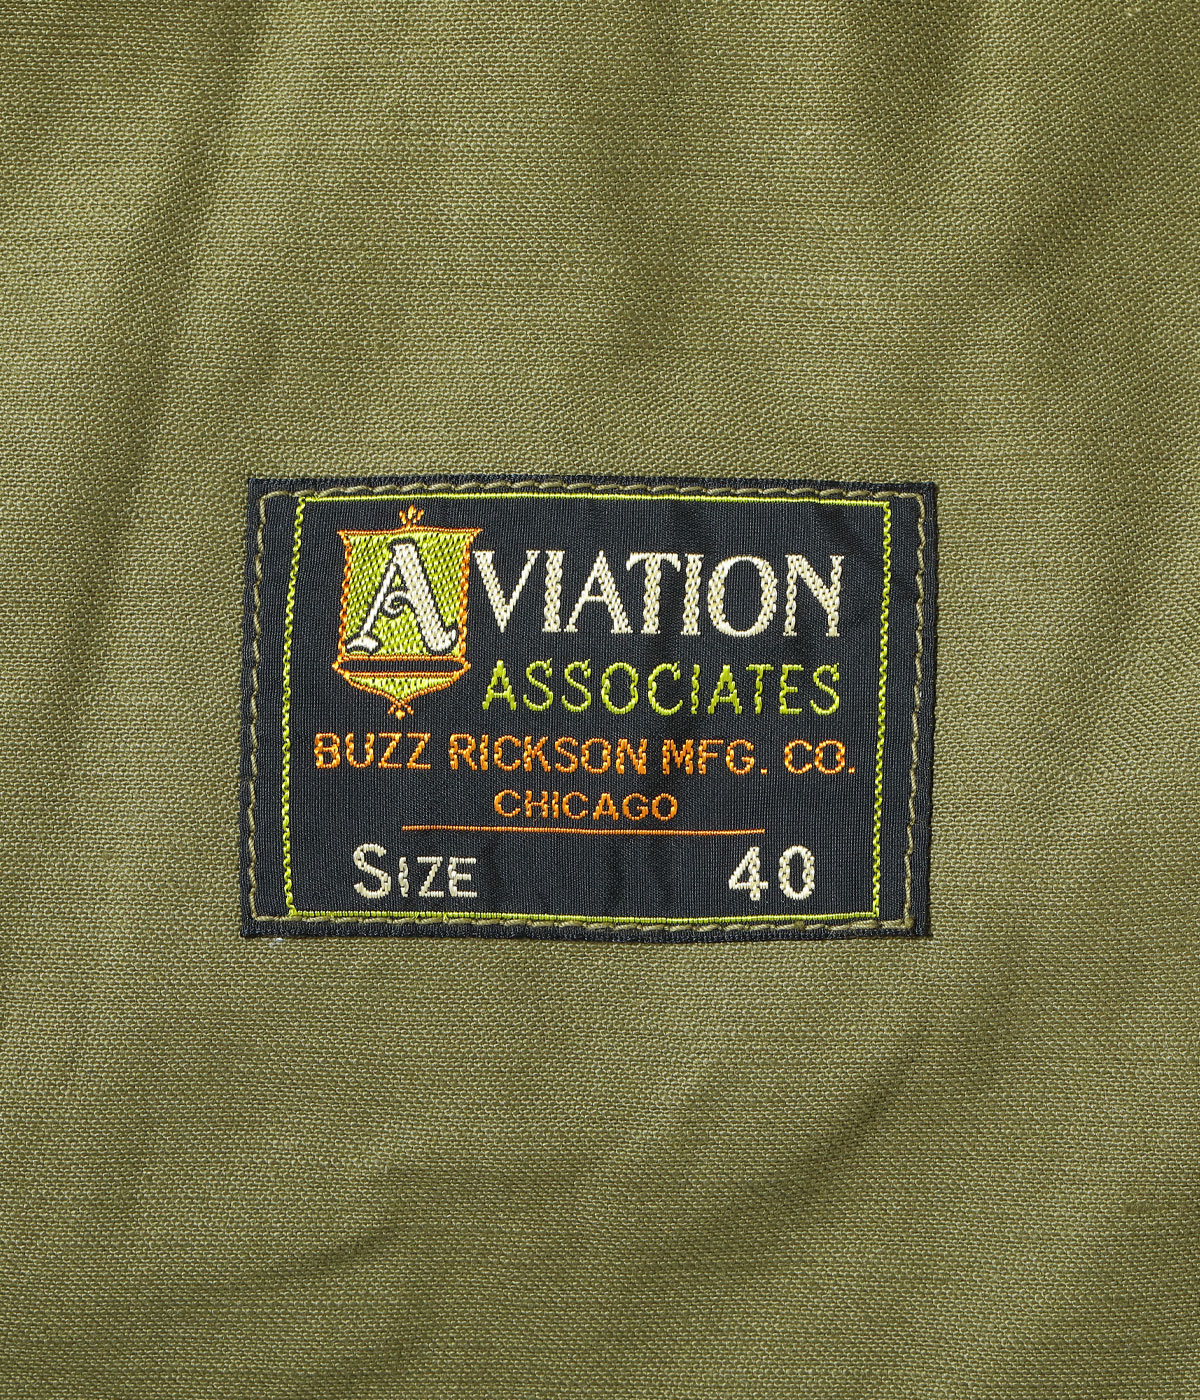 AVIATION
ASSOCIATES
BUZZ RICKSON MFG. CO.
CHICAGO
SIZE 40